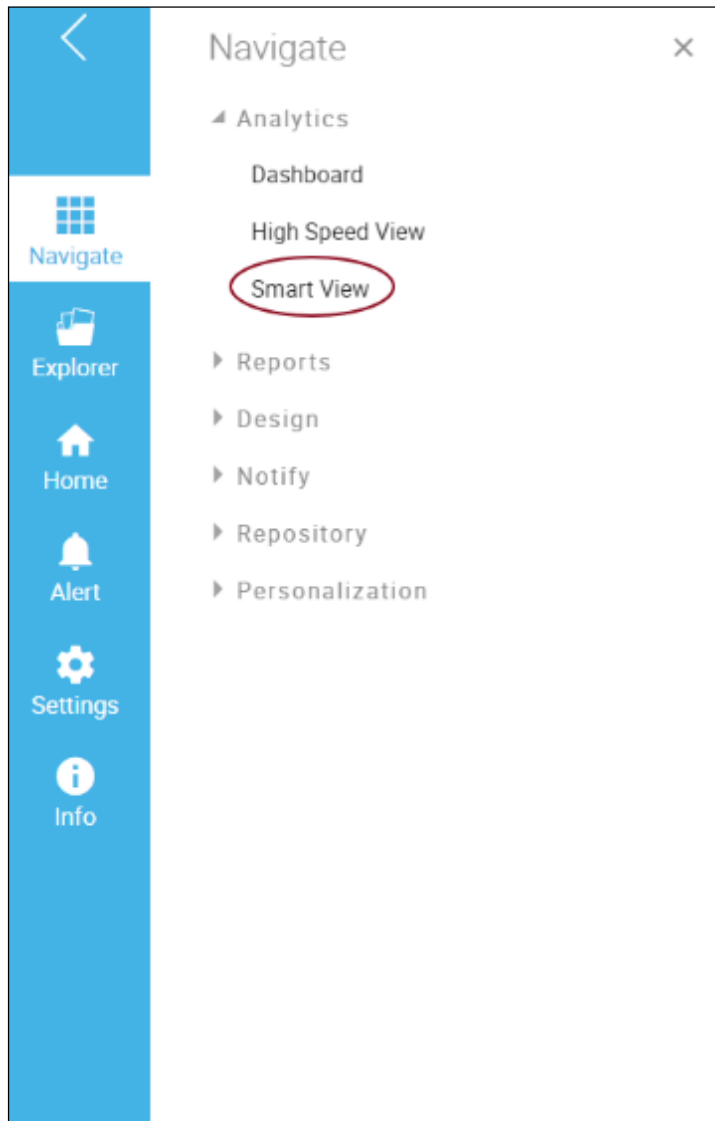 Navigate
Explorer
Home
Alert
Settings
Info
Navigate
Analytics
Dashboard
High Speed View
Smart View
Reports
Design
Notify
Repository
Personalization